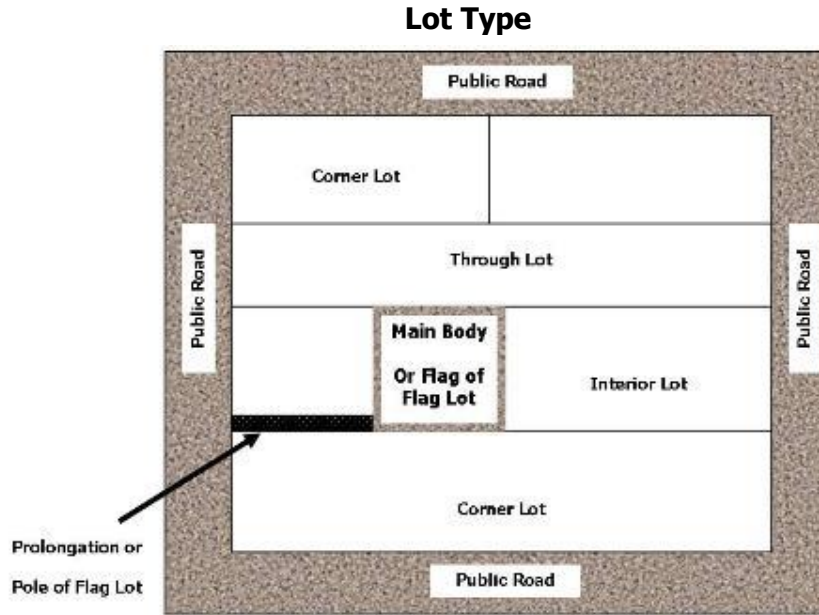 Lot Type
Public Road
Corner Lot
Through Lot
Public Road
Public Road
Main Body
Or Flag of
Flag Lot
Interior Lot
Corner Lot
Prolongation or
Pole of Flag Lot
Public Road